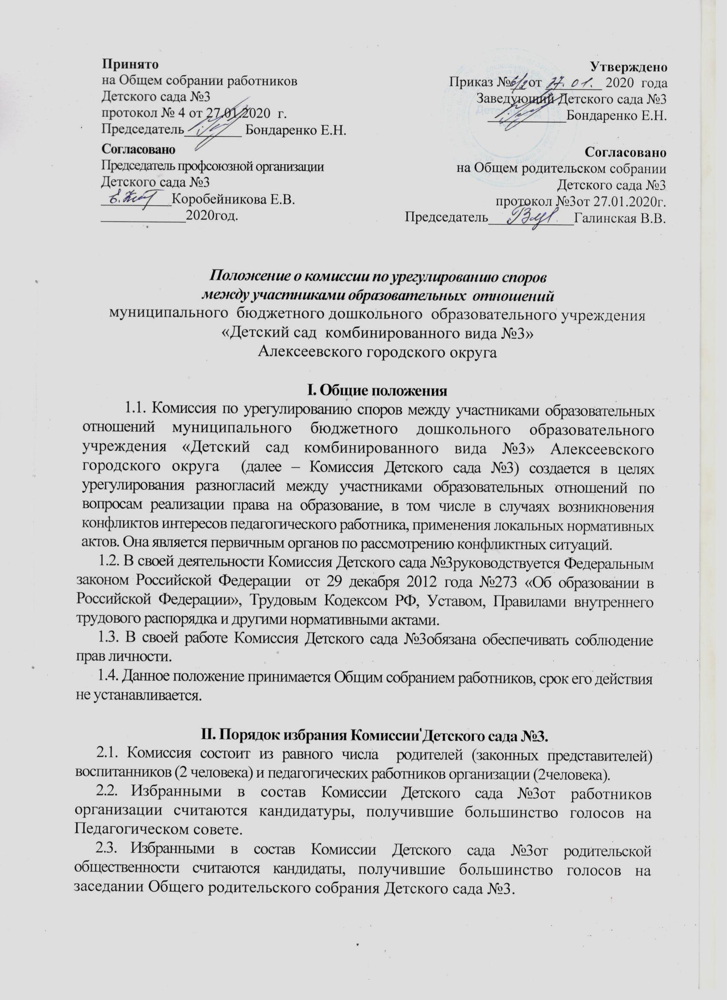 Принято
на Общем собрании работников
Детского сада №3
протокол № 4 от 27.01.2020 г.
Председатель_________ Бондаренко Е.Н.
Согласовано
Председатель профсоюзной организации
Детского сада №3
___________Коробейникова Е.В.
_____________2020год.
Утверждено
Приказ №6/2 от 27.01. 2020 года
Заведующий Детского сада №3
____________Бондаренко Е.Н.
Согласовано
на Общем родительском собрании
Детского сада №3
протокол №3от 27.01.2020г.
Председатель_____________Галинская В.В.
Положение о комиссии по урегулированию споров
между участниками образовательных отношений
муниципального бюджетного дошкольного образовательного учреждения
«Детский сад комбинированного вида №3»
Алексеевского городского округа
I. Общие положения
1.1. Комиссия по урегулированию споров между участниками образовательных
отношений муниципального бюджетного дошкольного образовательного
учреждения «Детский сад комбинированного вида №3» Алексеевского
городского округа (далее – Комиссия Детского сада №3) создается в целях
урегулирования разногласий между участниками образовательных отношений по
вопросам реализации права на образование, в том числе в случаях возникновения
конфликтов интересов педагогического работника, применения локальных нормативных
актов. Она является первичным органов по рассмотрению конфликтных ситуаций.
1.2. В своей деятельности Комиссия Детского сада №3руководствуется Федеральным
законом Российской Федерации от 29 декабря 2012 года №273 «Об образовании в
Российской Федерации», Трудовым Кодексом РФ, Уставом, Правилами внутреннего
трудового распорядка и другими нормативными актами.
1.3. В своей работе Комиссия Детского сада №3обязана обеспечивать соблюдение
прав личности.
1.4. Данное положение принимается Общим собранием работников, срок его действия
не устанавливается.
II. Порядок избрания Комиссии Детского сада №3.
2.1. Комиссия состоит из равного числа родителей (законных представителей)
воспитанников (2 человека) и педагогических работников организации (2человека).
2.2. Избранными в состав Комиссии Детского сада №3от работников
организации считаются кандидатуры, получившие большинство голосов на
Педагогическом совете.
2.3. Избранными в состав Комиссии Детского сада №3от родительской
общественности считаются кандидаты, получившие большинство голосов на
заседании Общего родительского собрания Детского сада №3.